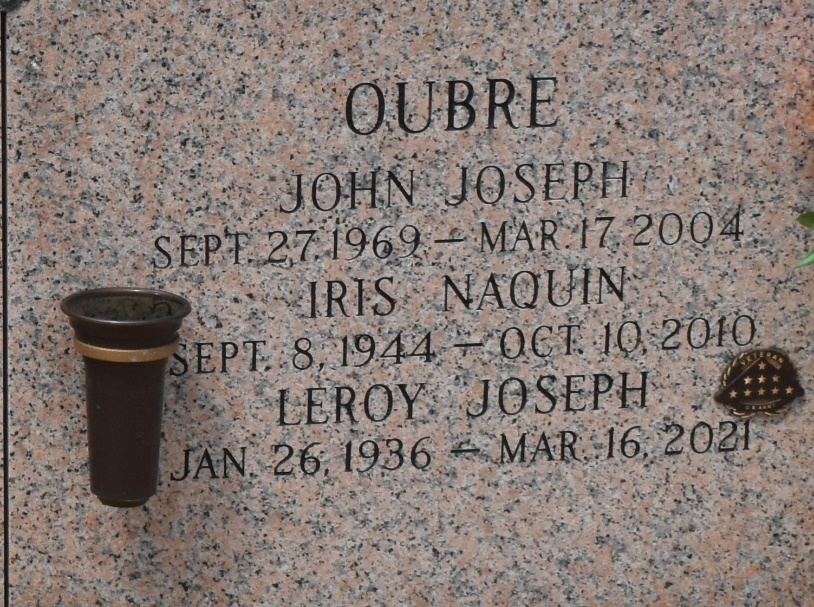 OUBRE
JOHN JOSEPH
SEPT. 27, 1969 — MAR. 17, 2004
IRIS NAQUIN
SEPT. 8, 1944 — OCT. 10, 2010
LEROY JOSEPH
JAN. 26, 1936 — MAR. 16, 2021
VETERAN